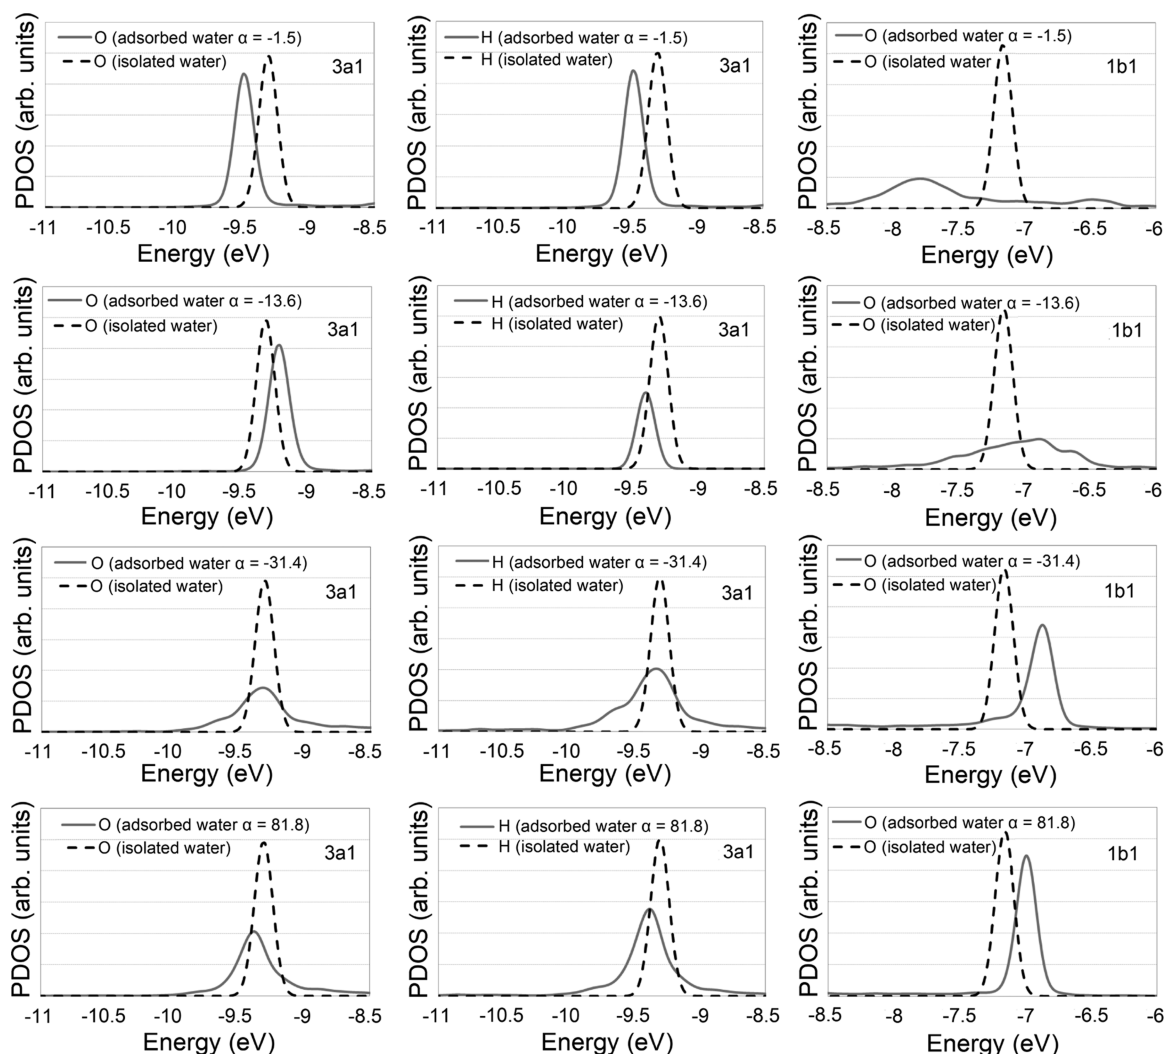 PDOS (arb. units)
O (adsorbed water α = -1.5)
O (isolated water)
3a1
-11 -10.5 -10 -9.5 -9 -8.5
Energy (eV)
PDOS (arb. units)
H (adsorbed water α = -1.5)
H (isolated water)
3a1
-11 -10.5 -10 -9.5 -9 -8.5
Energy (eV)
PDOS (arb. units)
O (adsorbed water α = -1.5)
O (isolated water
1b1
-8.5 -8 -7.5 -7 -6.5 -6
Energy (eV)
PDOS (arb. units)
O (adsorbed water α = -13.6)
O (isolated water)
3a1
-11 -10.5 -10 -9.5 -9 -8.5
Energy (eV)
PDOS (arb. units)
H (adsorbed water α = -13.6)
H (isolated water)
3a1
-11 -10.5 -10 -9.5 -9 -8.5
Energy (eV)
PDOS (arb. units)
O (adsorbed water α = -13.6)
O (isolated water)
1b1
-8.5 -8 -7.5 -7 -6.5 -6
Energy (eV)
PDOS (arb. units)
O (adsorbed water α = -31.4)
O (isolated water)
3a1
-11 -10.5 -10 -9.5 -9 -8.5
Energy (eV)
PDOS (arb. units)
H (adsorbed water α = -31.4)
H (isolated water)
3a1
-11 -10.5 -10 -9.5 -9 -8.5
Energy (eV)
PDOS (arb. units)
O (adsorbed water α = -31.4)
O (isolated water)
1b1
-8.5 -8 -7.5 -7 -6.5 -6
Energy (eV)
PDOS (arb. units)
O (adsorbed water α = 81.8)
O (isolated water)
3a1
-11 -10.5 -10 -9.5 -9 -8.5
Energy (eV)
PDOS (arb. units)
H (adsorbed water α = 81.8)
H (isolated water)
3a1
-11 -10.5 -10 -9.5 -9 -8.5
Energy (eV)
PDOS (arb. units)
O (adsorbed water α = 81.8)
O (isolated water)
1b1
-8.5 -8 -7.5 -7 -6.5 -6
Energy (eV)